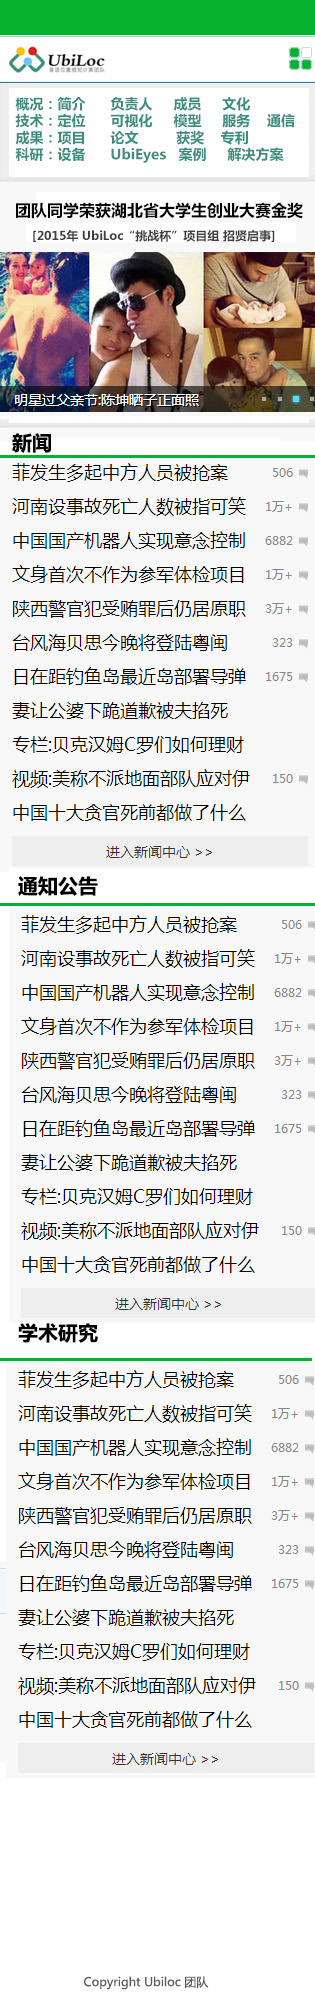 UbiLoc
概况：简介 负责人 成员 文化
技术：定位 可视化 模型 服务 通信
成果：项目 论文 获奖 专利
科研：设备 UbiEyes 案例 解决方案
团队同学荣获湖北省大学生创业大赛金奖
[2015年 UbiLoc “挑战杯” 项目组 招贤启事]
明星过父亲节:陈坤晒子正面照
新闻
菲发生多起中方人员被抢案 506
河南设事故死亡人数被指可笑 1万+
中国国产机器人实现意念控制 6882
文身首次不作为参军体检项目 1万+
陕西警官犯受贿罪后仍居原职 3万+
台风海贝思今晚将登陆粤闽 323
日在距钓鱼岛最近岛部署导弹 1675
妻让公婆下跪道歉被夫掐死
专栏:贝克汉姆C罗们如何理财
视频:美称不派地面部队应对伊 150
中国十大贪官死前都做了什么
进入新闻中心 >>
通知公告
菲发生多起中方人员被抢案 506
河南设事故死亡人数被指可笑 1万+
中国国产机器人实现意念控制 6882
文身首次不作为参军体检项目 1万+
陕西警官犯受贿罪后仍居原职 3万+
台风海贝思今晚将登陆粤闽 323
日在距钓鱼岛最近岛部署导弹 1675
妻让公婆下跪道歉被夫掐死
专栏:贝克汉姆C罗们如何理财
视频:美称不派地面部队应对伊 150
中国十大贪官死前都做了什么
进入新闻中心 >>
学术研究
菲发生多起中方人员被抢案 506
河南设事故死亡人数被指可笑 1万+
中国国产机器人实现意念控制 6882
文身首次不作为参军体检项目 1万+
陕西警官犯受贿罪后仍居原职 3万+
台风海贝思今晚将登陆粤闽 323
日在距钓鱼岛最近岛部署导弹 1675
妻让公婆下跪道歉被夫掐死
专栏:贝克汉姆C罗们如何理财
视频:美称不派地面部队应对伊 150
中国十大贪官死前都做了什么
进入新闻中心 >>
Copyright Ubiloc 团队